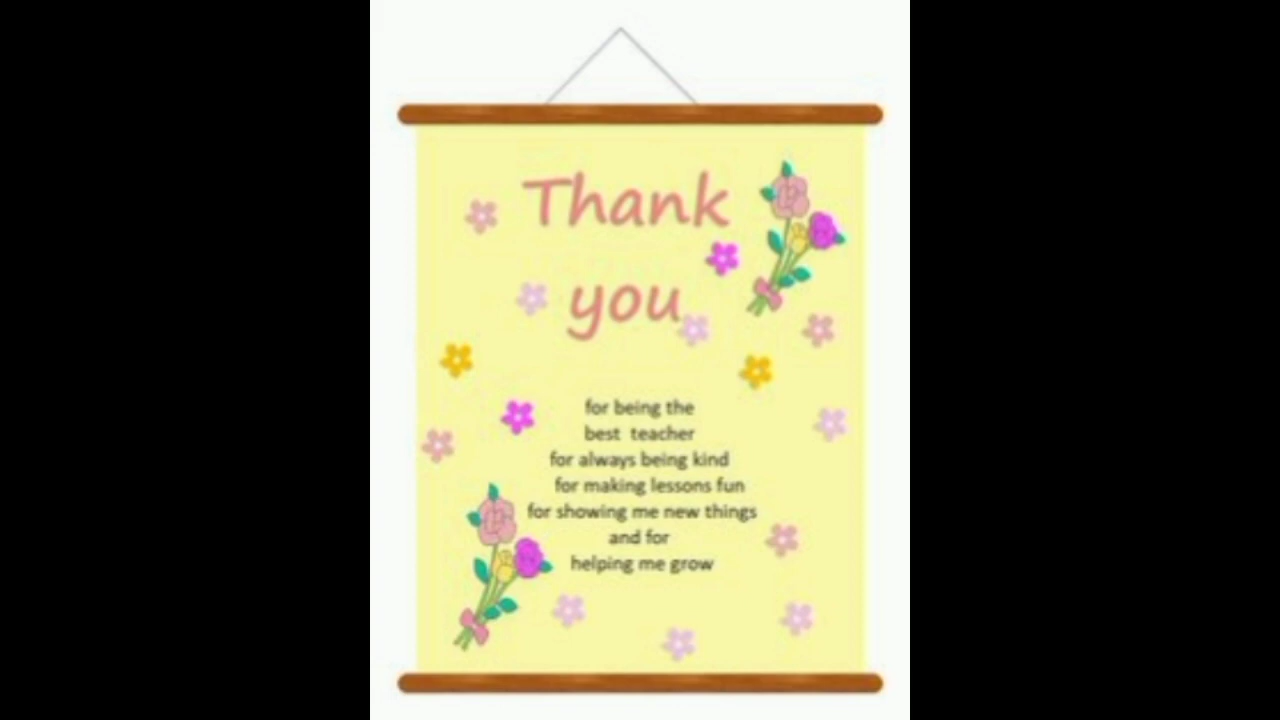 Thank
you
for being the
best teacher
for always being kind
for making lessons fun
for showing me new things
and for
helping me grow